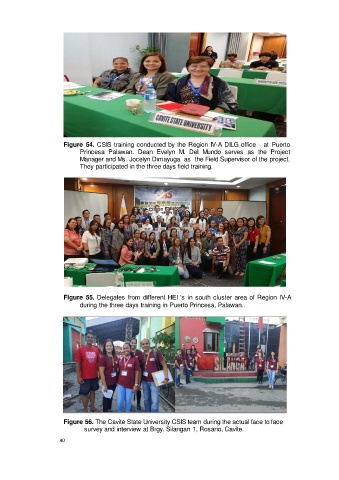 CAVITE STATE UNIVERSITY
Figure 54. CSIS training conducted by the Region IV-A DILG office at Puerto
Princesa Palawan. Dean Evelyn M. Del Mundo serves as the Project
Manager and Ms. Jocelyn Dimayuga as the Field Supervisor of the project.
They participated in the three days field training.
Figure 55. Delegates from different HEI 's in south cluster area of Region IV-A
during the three days training in Puerto Princesa, Palawan..
SILANGAN
Figure 56. The Cavite State University CSIS team during the actual face to face
survey and interview at Brgy. Silangan 1, Rosario, Cavite.
40